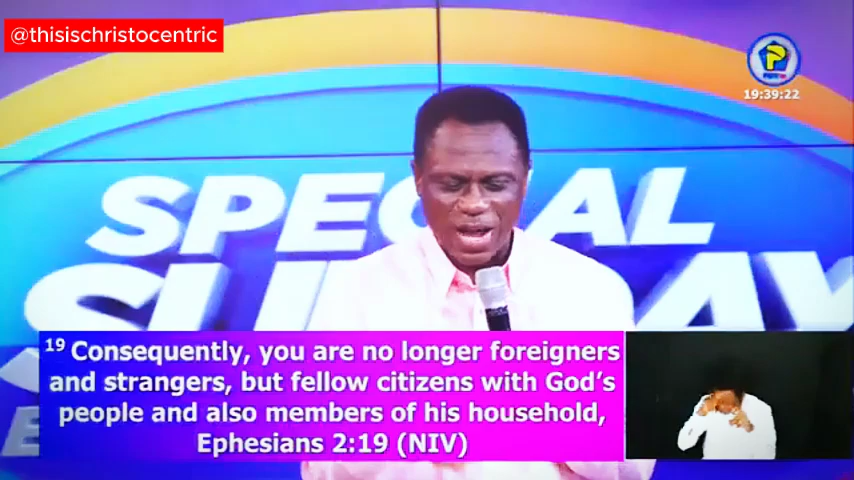 @thisischristocentric
P
19:39:22
SPECIAL
19 Consequently, you are no longer foreigners
and strangers, but fellow citizens with God's
people and also members of his household,
Ephesians 2:19 (NIV)